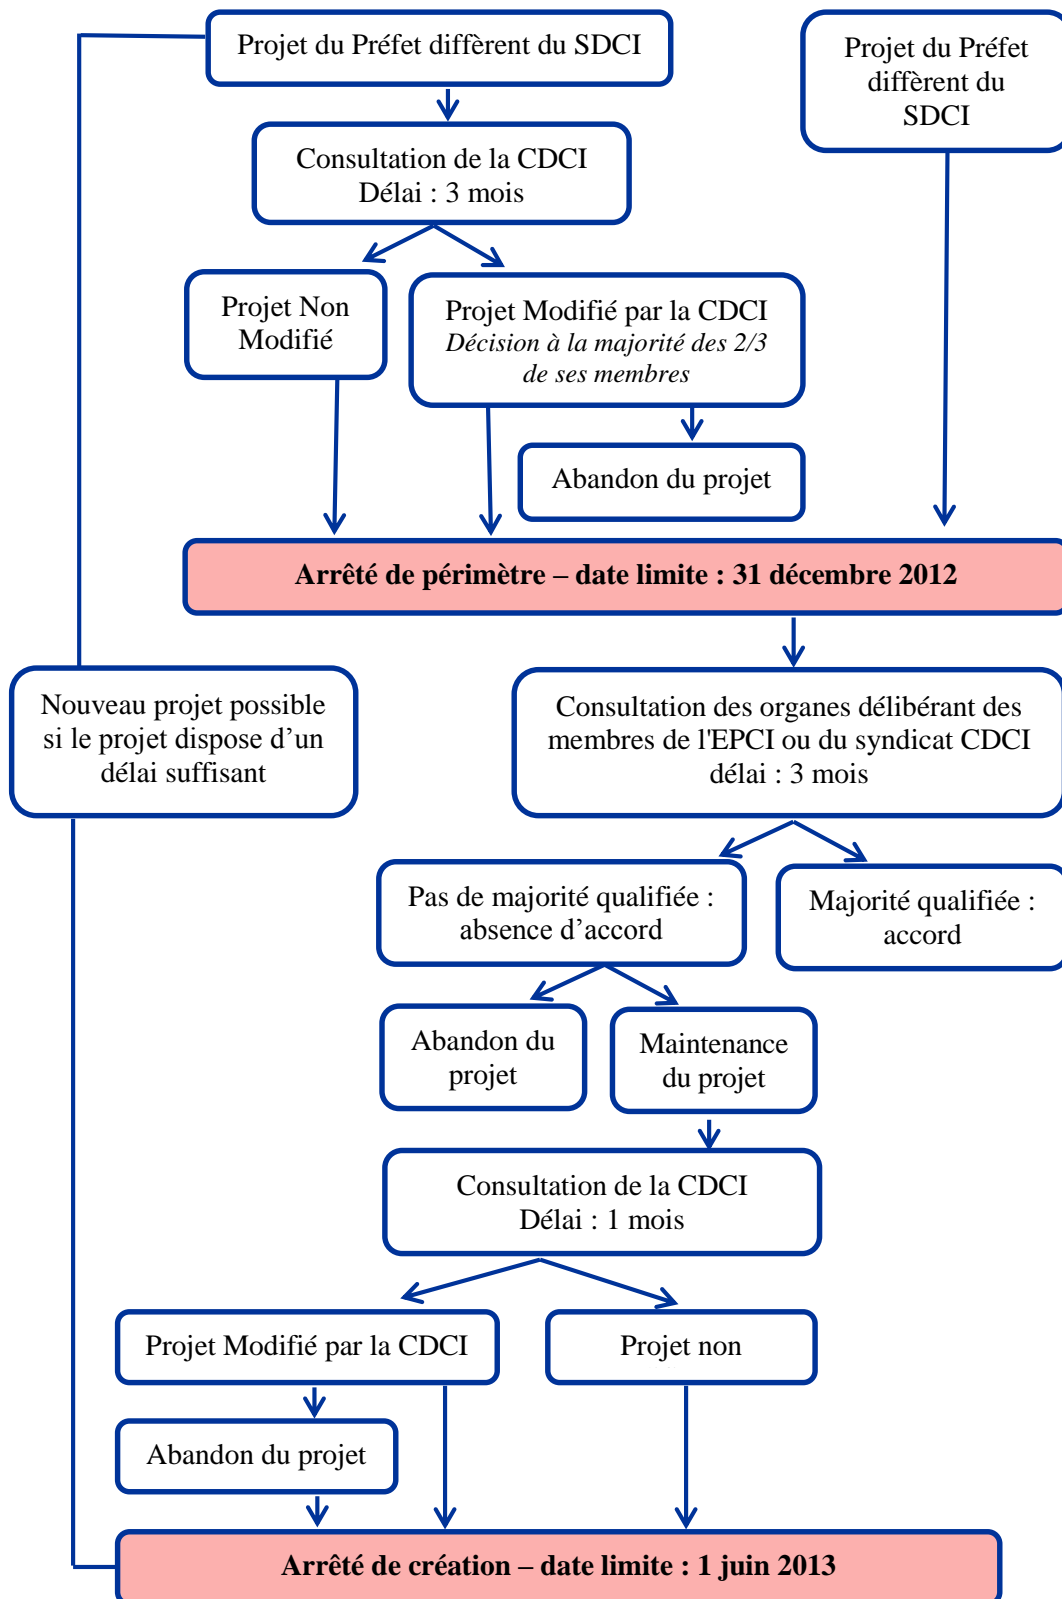 Projet du Préfet diffèrent du SDCI
Projet du Préfet
diffèrent du
SDCI
Consultation de la CDCI
Délai : 3 mois
Projet Non
Modifié
Projet Modifié par la CDCI
Décision à la majorité des 2/3
de ses membres
Abandon du projet
Arrêté de périmètre – date limite : 31 décembre 2012
Nouveau projet possible
si le projet dispose d’un
délai suffisant
Consultation des organes délibérant des
membres de l'EPCI ou du syndicat CDCI
délai : 3 mois
Pas de majorité qualifiée :
absence d’accord
Majorité qualifiée :
accord
Abandon du
projet
Maintenance
du projet
Consultation de la CDCI
Délai : 1 mois
Projet Modifié par la CDCI
Projet non
Abandon du projet
Arrêté de création – date limite : 1 juin 2013